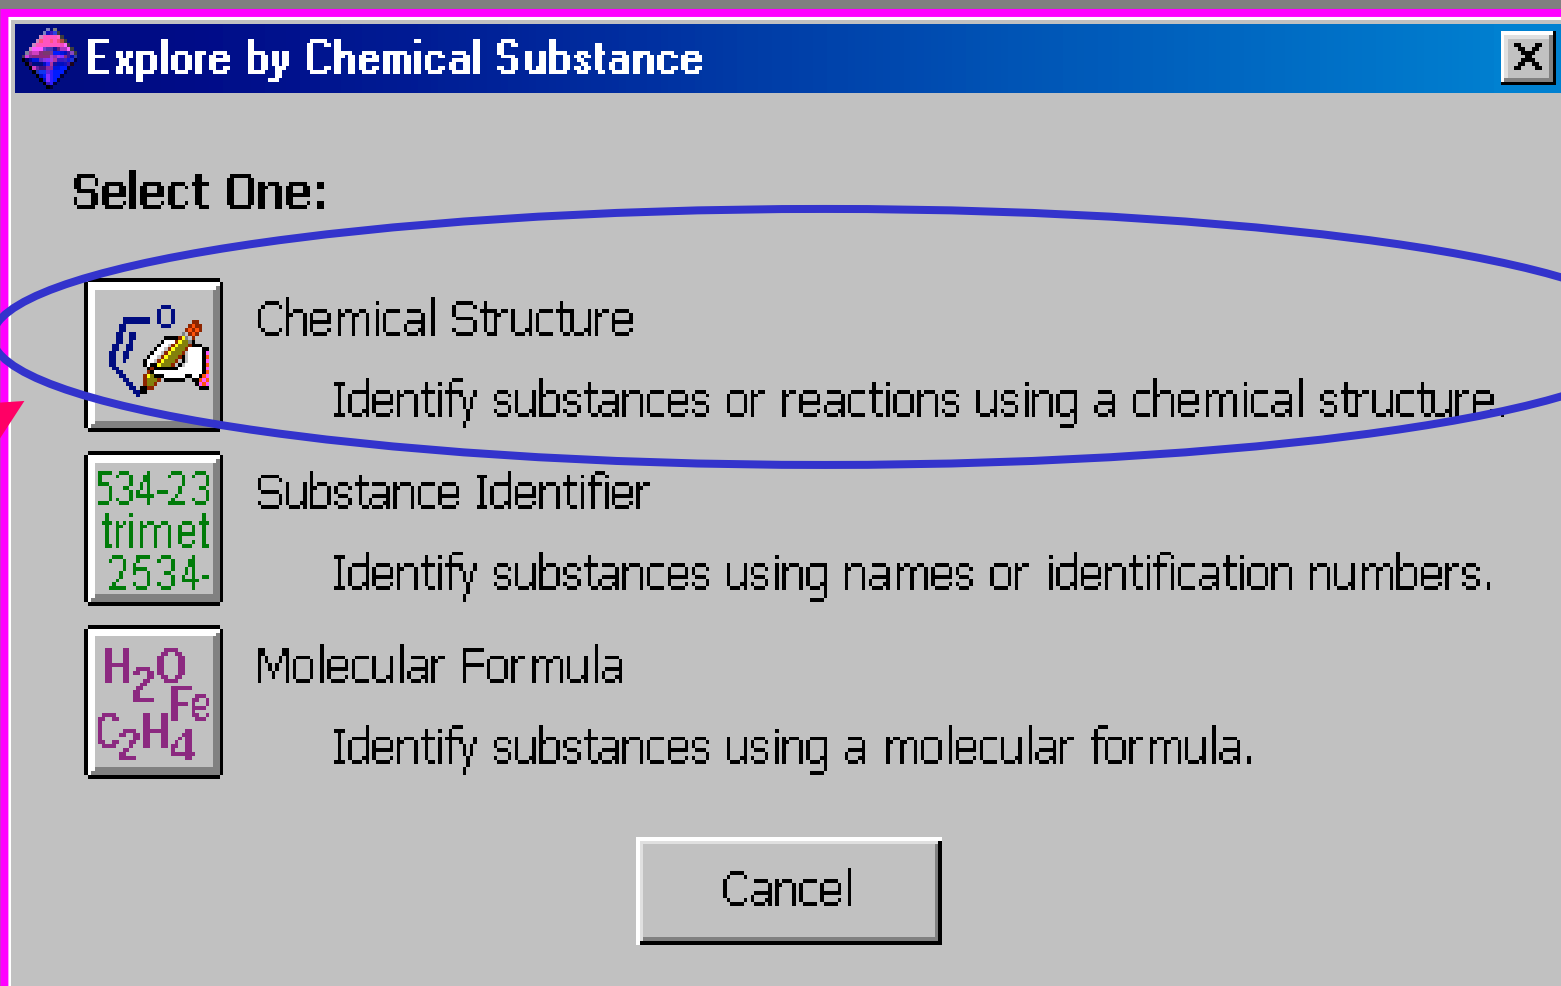 Explore by Chemical Substance
Select One:
O
Chemical Structure
Identify substances or reactions using a chemical structure.
534-23
trimet
2534-
Substance Identifier
Identify substances using names or identification numbers.
H2O
Fe
C2H4
Molecular Formula
Identify substances using a molecular formula.
Cancel